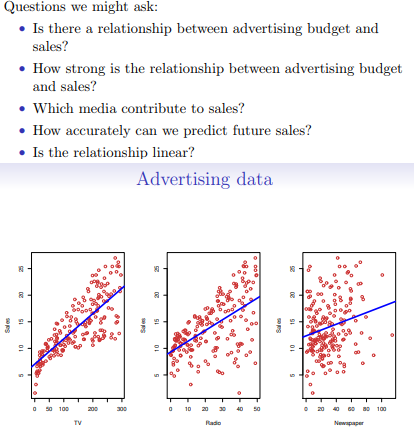 Questions we might ask:
• Is there a relationship between advertising budget and
sales?
• How strong is the relationship between advertising budget
and sales?
• Which media contribute to sales?
• How accurately can we predict future sales?
• Is the relationship linear?
Advertising data
Sales
25
20
15
10
5
0 50 100 200 300
TV
Sales
25
20
15
10
5
10 20 30 40 50
Radio
Sales
25
20
15
10
5
0 20 40 60 80 100
Newspaper